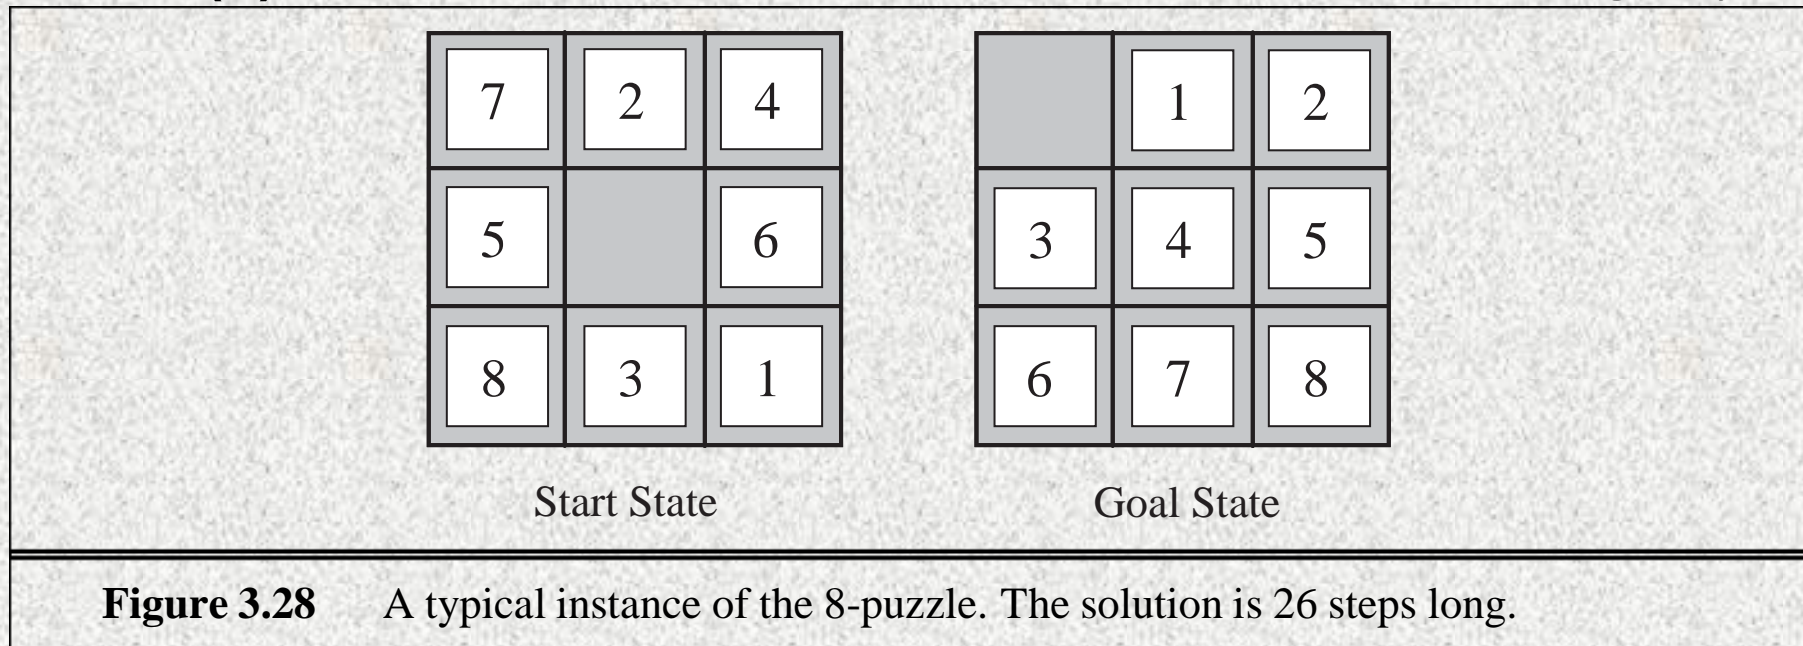 7 2 4 1 2
5 6 3 4 5
8 3 1 6 7 8
Start State Goal State
Figure 3.28 A typical instance of the 8-puzzle. The solution is 26 steps long.